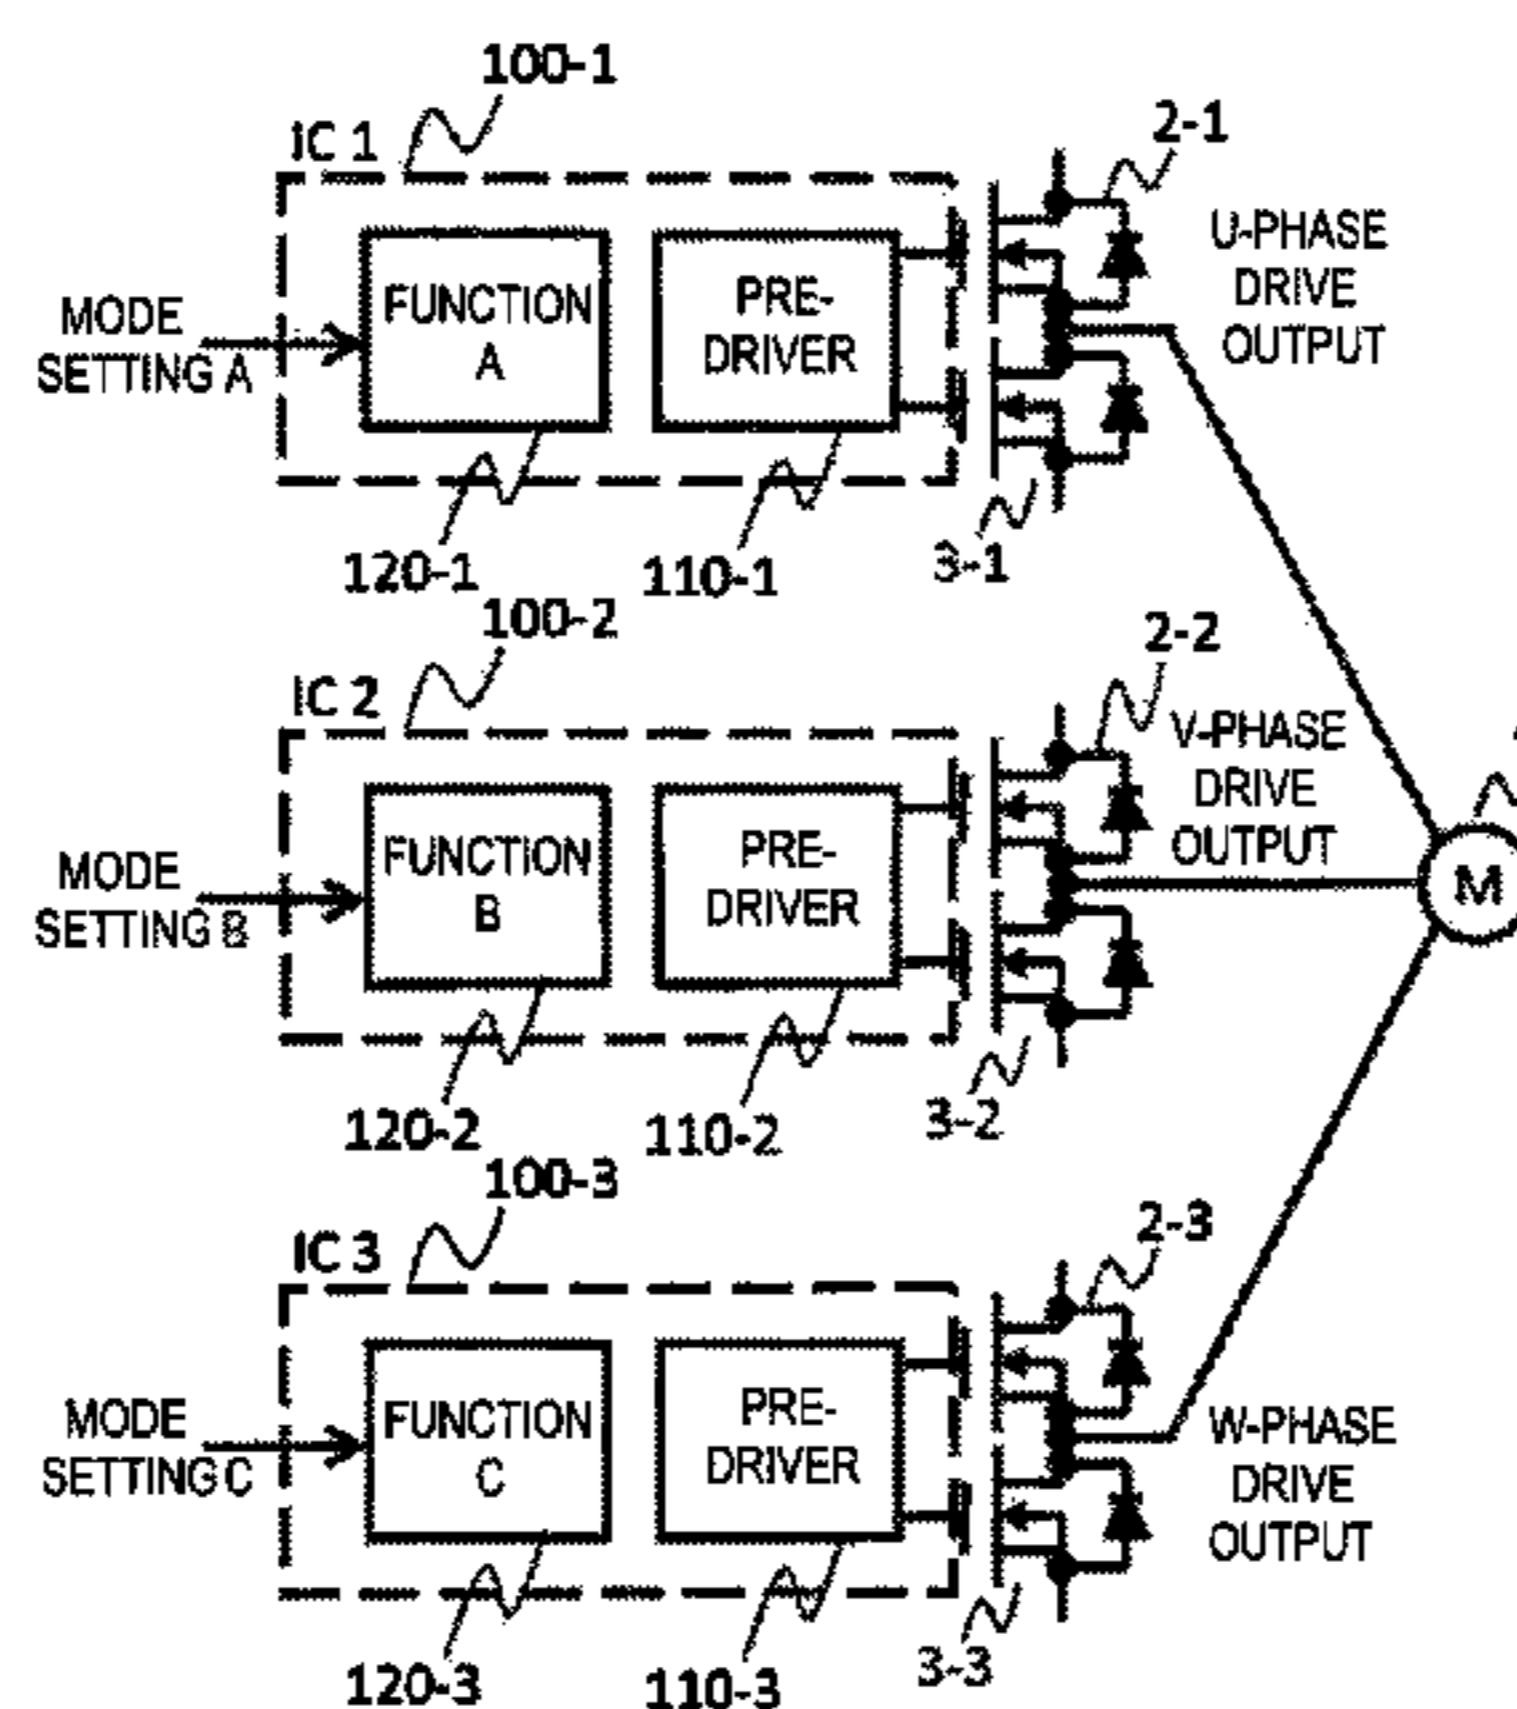 100-1
IC 1
2-1
MODE
SETTING A
FUNCTION
A
PRE-
DRIVER
U-PHASE
DRIVE
OUTPUT
120-1
110-1
3-1
100-2
IC 2
2-2
MODE
SETTING B
FUNCTION
B
PRE-
DRIVER
V-PHASE
DRIVE
OUTPUT
M
120-2
110-2
3-2
100-3
IC 3
2-3
MODE
SETTING C
FUNCTION
C
PRE-
DRIVER
W-PHASE
DRIVE
OUTPUT
120-3
110-3
3-3